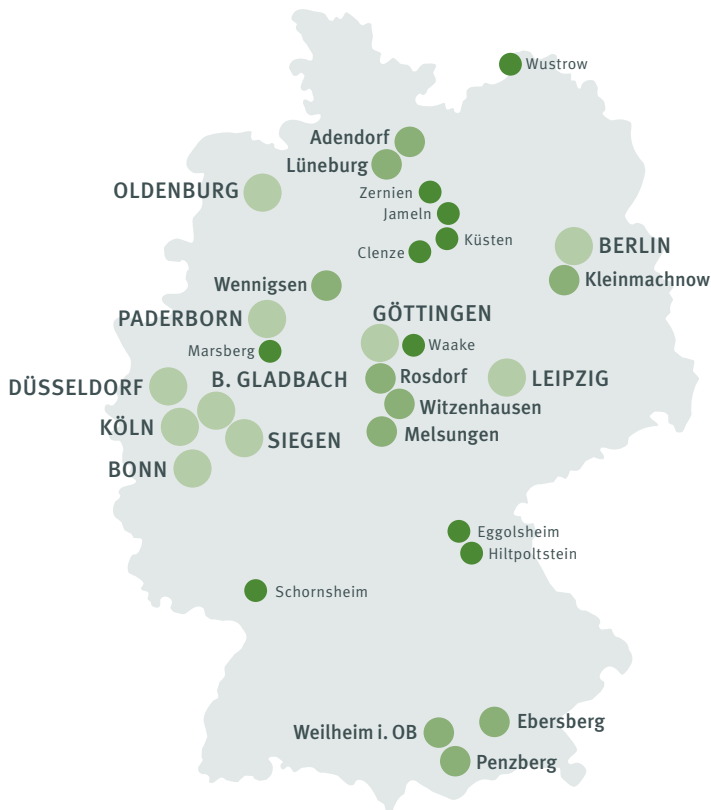 Wustrow
Adendorf
Lüneburg
OLDENBURG
Zernien
Jameln
Küsten
Clenze
BERLIN
Kleinmachnow
Wennigsen
PADERBORN
GÖTTINGEN
Marsberg
Waake
DÜSSELDORF
B. GLADBACH
Rosdorf
LEIPZIG
Witzenhausen
KÖLN
SIEGEN
Melsungen
BONN
Eggolsheim
Hiltpoltstein
Schornsheim
Ebersberg
Weilheim i. OB
Penzberg